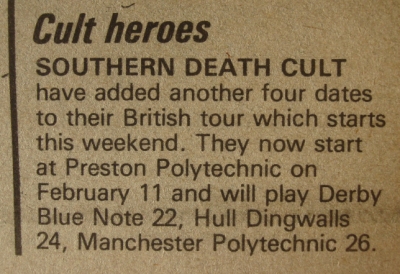 Cult heroes
SOUTHERN DEATH CULT
have added another four dates
to their British tour which starts
this weekend. They now start
at Preston Polytechnic on
February 11 and will play Derby
Blue Note 22, Hull Dingwalls
24, Manchester Polytechnic 26.